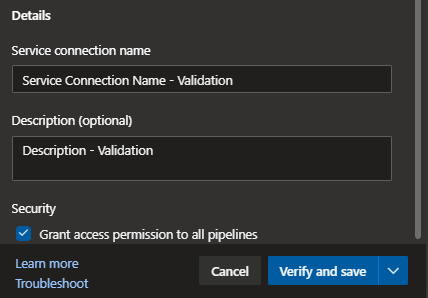 Details
Service connection name
Service Connection Name - Validation
Description (optional)
Description - Validation
Security
Grant access permission to all pipelines
Learn more
Troubleshoot
Cancel
Verify and save